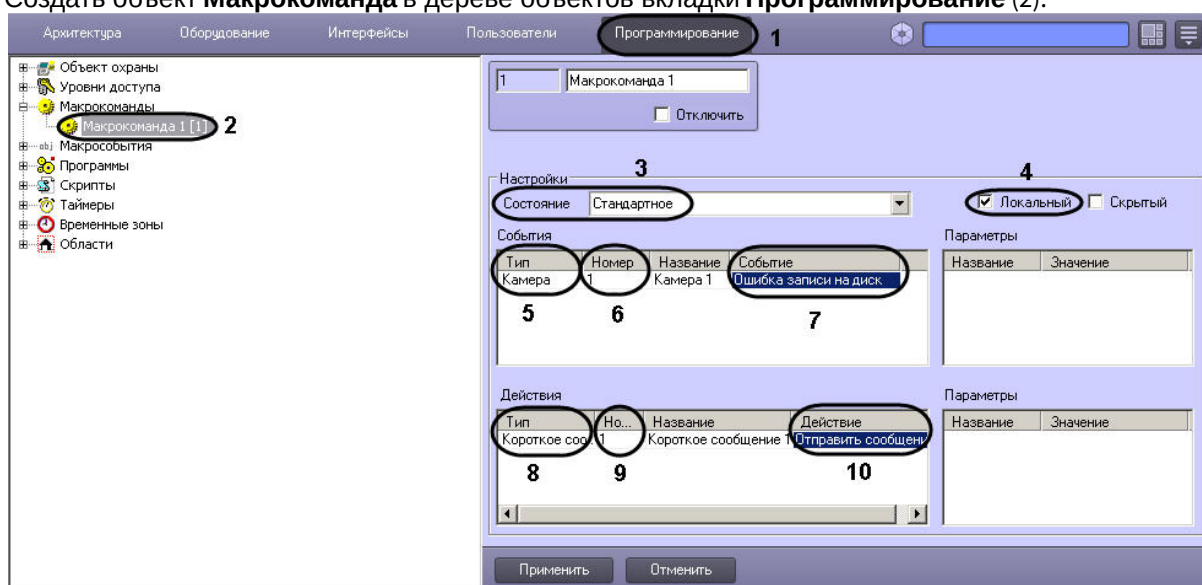 Создать объект Макрокоманда в дереве объектов вкладки Программирование (2).
Архитектура Оборудование Интерфейсы Пользователи Программирование 1
Объект охраны
Уровни доступа
Макрокоманды
Макрокоманда 1 [1] 2
obj Макрособытия
Программы
Скрипты
Таймеры
Временные зоны
Области
1 Макрокоманда 1
Отключить
3 4
Настройки
Состояние Стандартное Локальный Скрытый
События Параметры
Тип Номер Название Событие Название Значение
Камера 1 Камера 1 Ошибка записи на диск
5 6 7
Действия Параметры
Тип Но... Название Действие Название Значение
Короткое соо 1 Короткое сообщение 1 Отправить сообщени
8 9 10
Применить Отменить